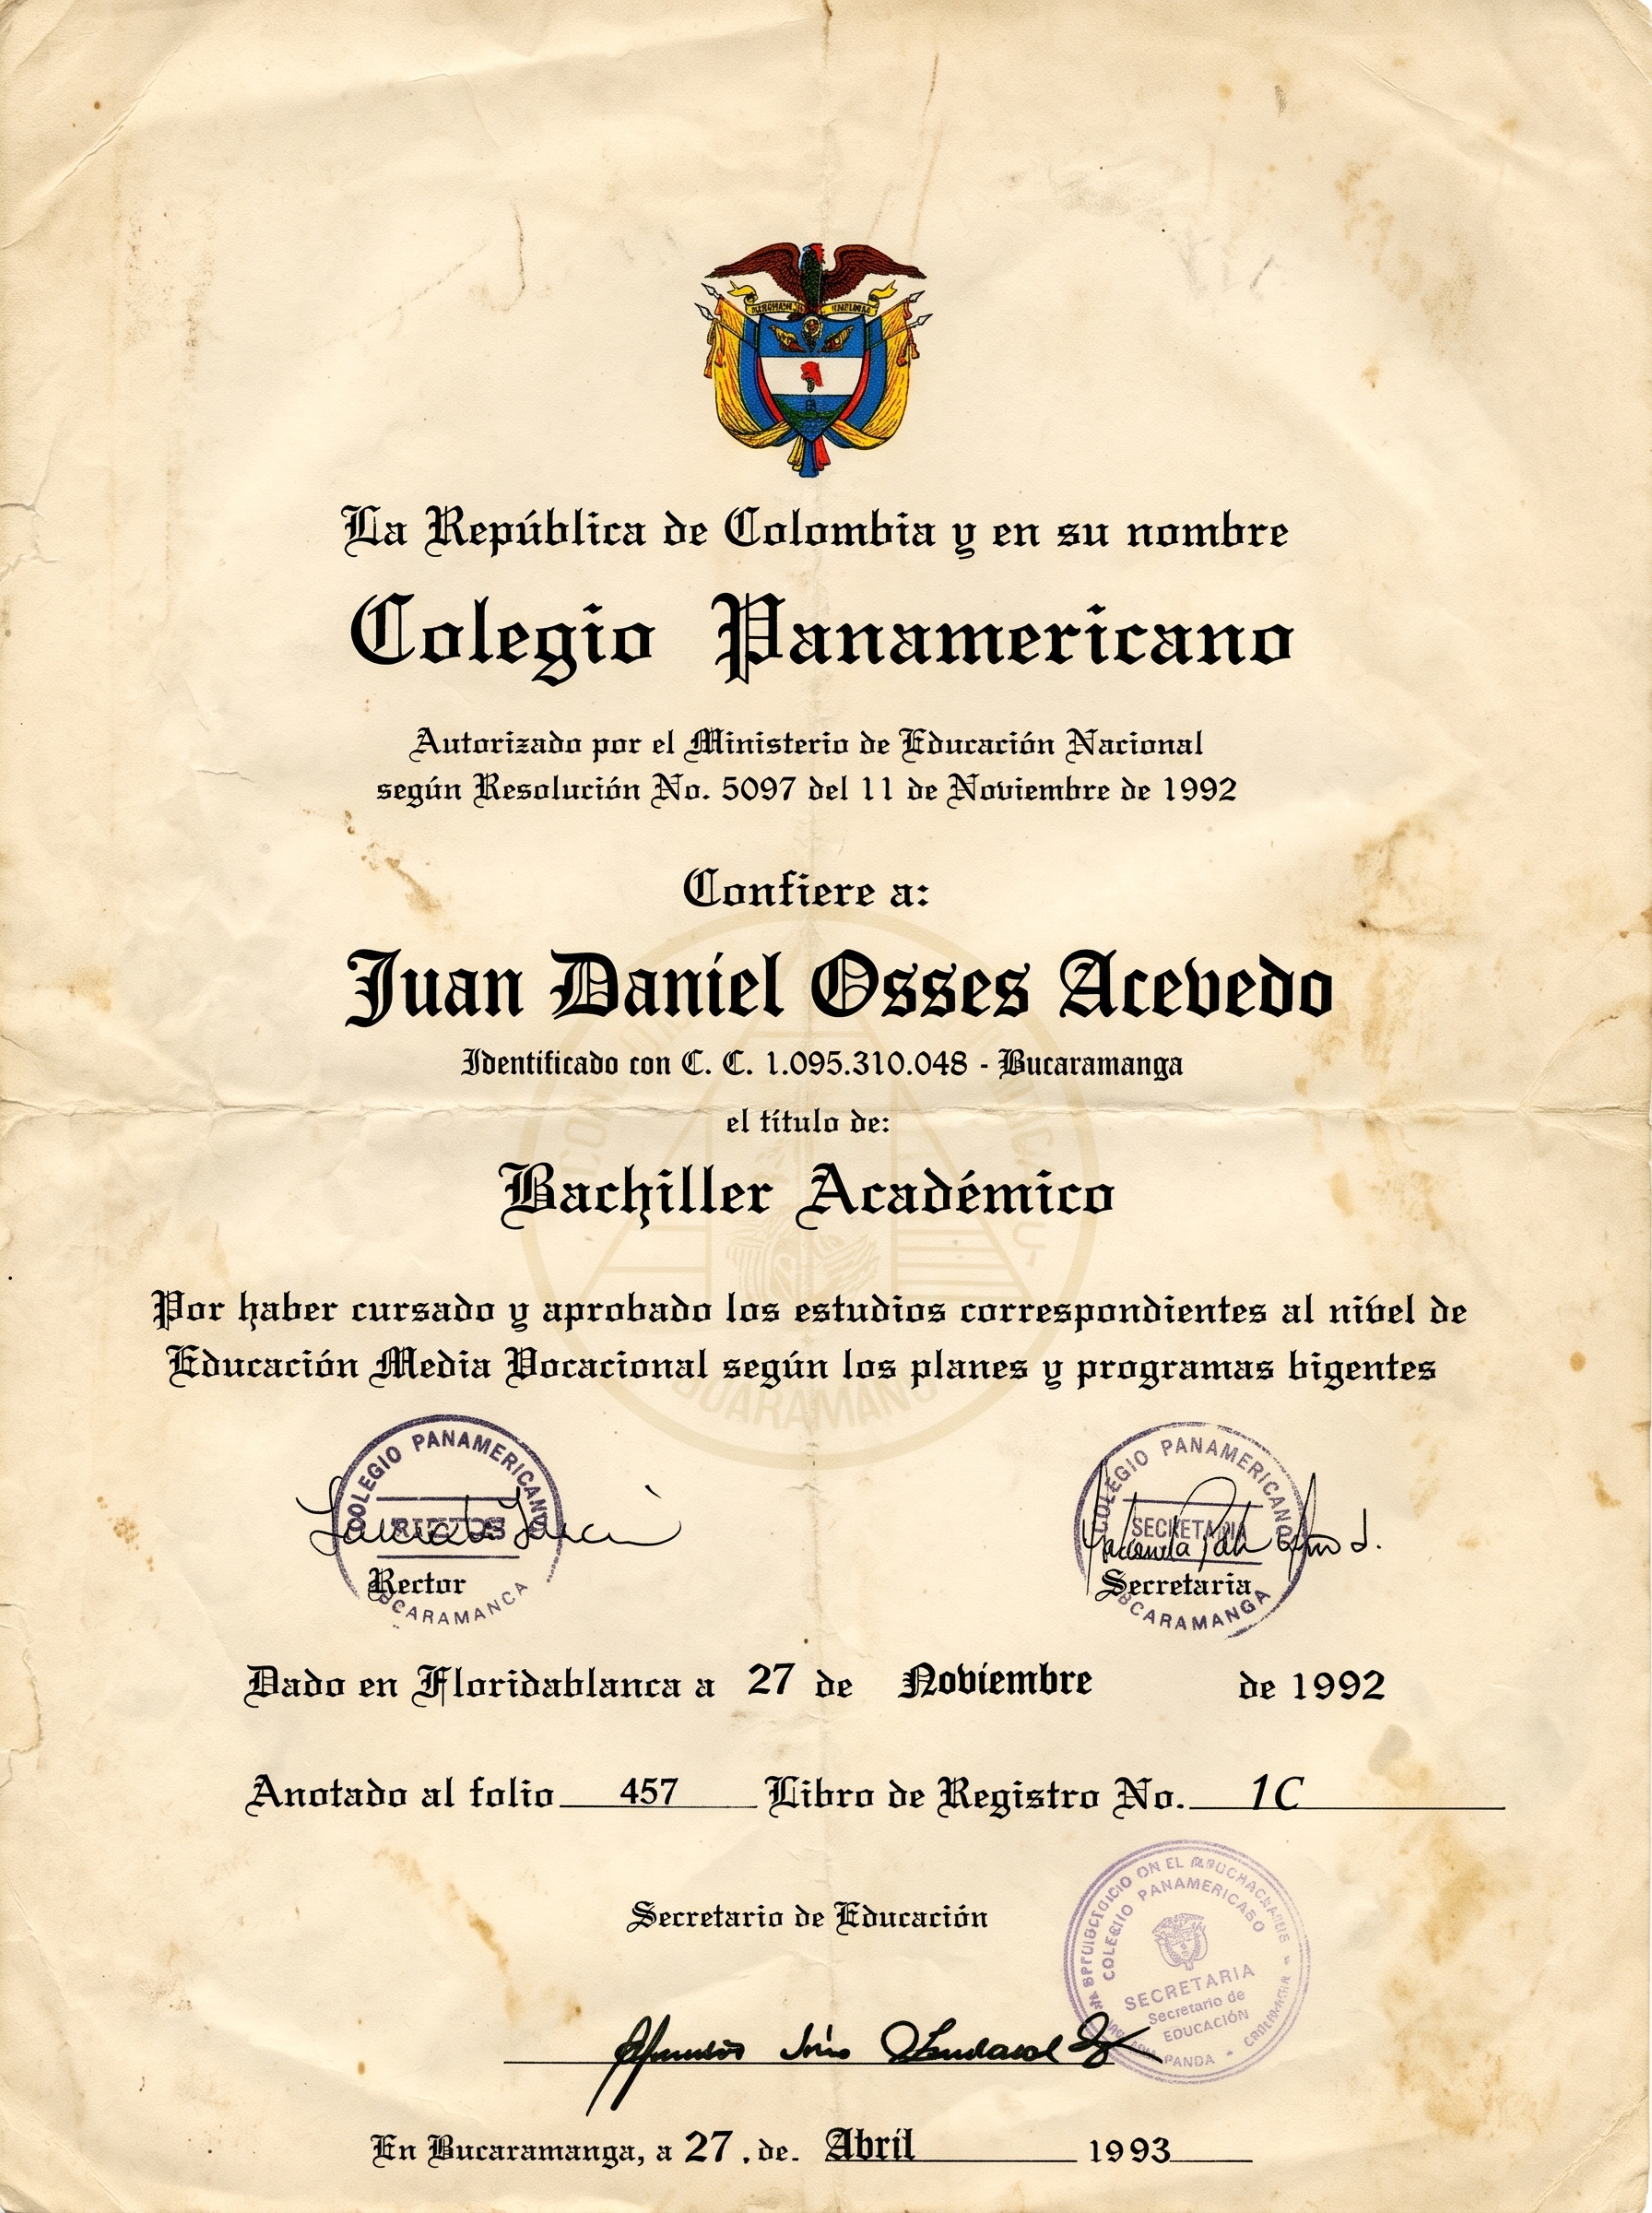 La República de Colombia y en su nombre
Colegio Panamericano
Autorizado por el Ministerio de Educación Nacional
según Resolución No. 5097 del 11 de Noviembre de 1992
Confiere a:
Juan Daniel Osses Acevedo
Identificado con C. C. 1.095.310.048 - Bucaramanga
el título de:
Bachiller Académico
Por haber cursado y aprobado los estudios correspondientes al nivel de
Educación Media Vocacional según los planes y programas bigentes
COLEGIO PANAMERICANO
Rector
COLEGIO PANAMERICANO
SECRETARIA
Secretaria
Dado en Floridablanca a 27 de Noviembre de 1992
Anotado al folio 457 Libro de Registro No. 1C
Secretario de Educación
SECRETARIA
Secretario de
EDUCACIÓN
En Bucaramanga, a 27 . de. Abril 1993